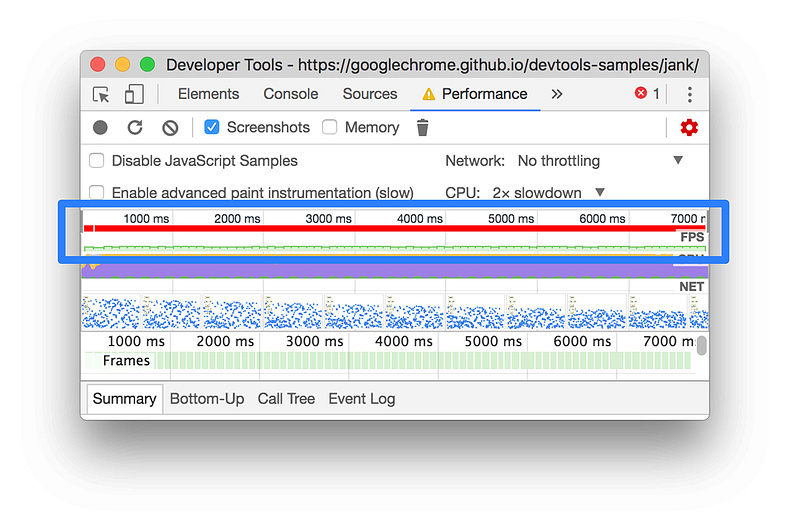 Developer Tools - https://googlechrome.github.io/devtools-samples/jank/
Elements Console Sources Performance » 1
Screenshots Memory
Disable JavaScript Samples Network: No throttling
Enable advanced paint instrumentation (slow) CPU: 2× slowdown
1000 ms 2000 ms 3000 ms 4000 ms 5000 ms 6000 ms 7000 r
FPS
CPU
NET
1000 ms 2000 ms 3000 ms 4000 ms 5000 ms 6000 ms 7000 m
Frames
Summary Bottom-Up Call Tree Event Log